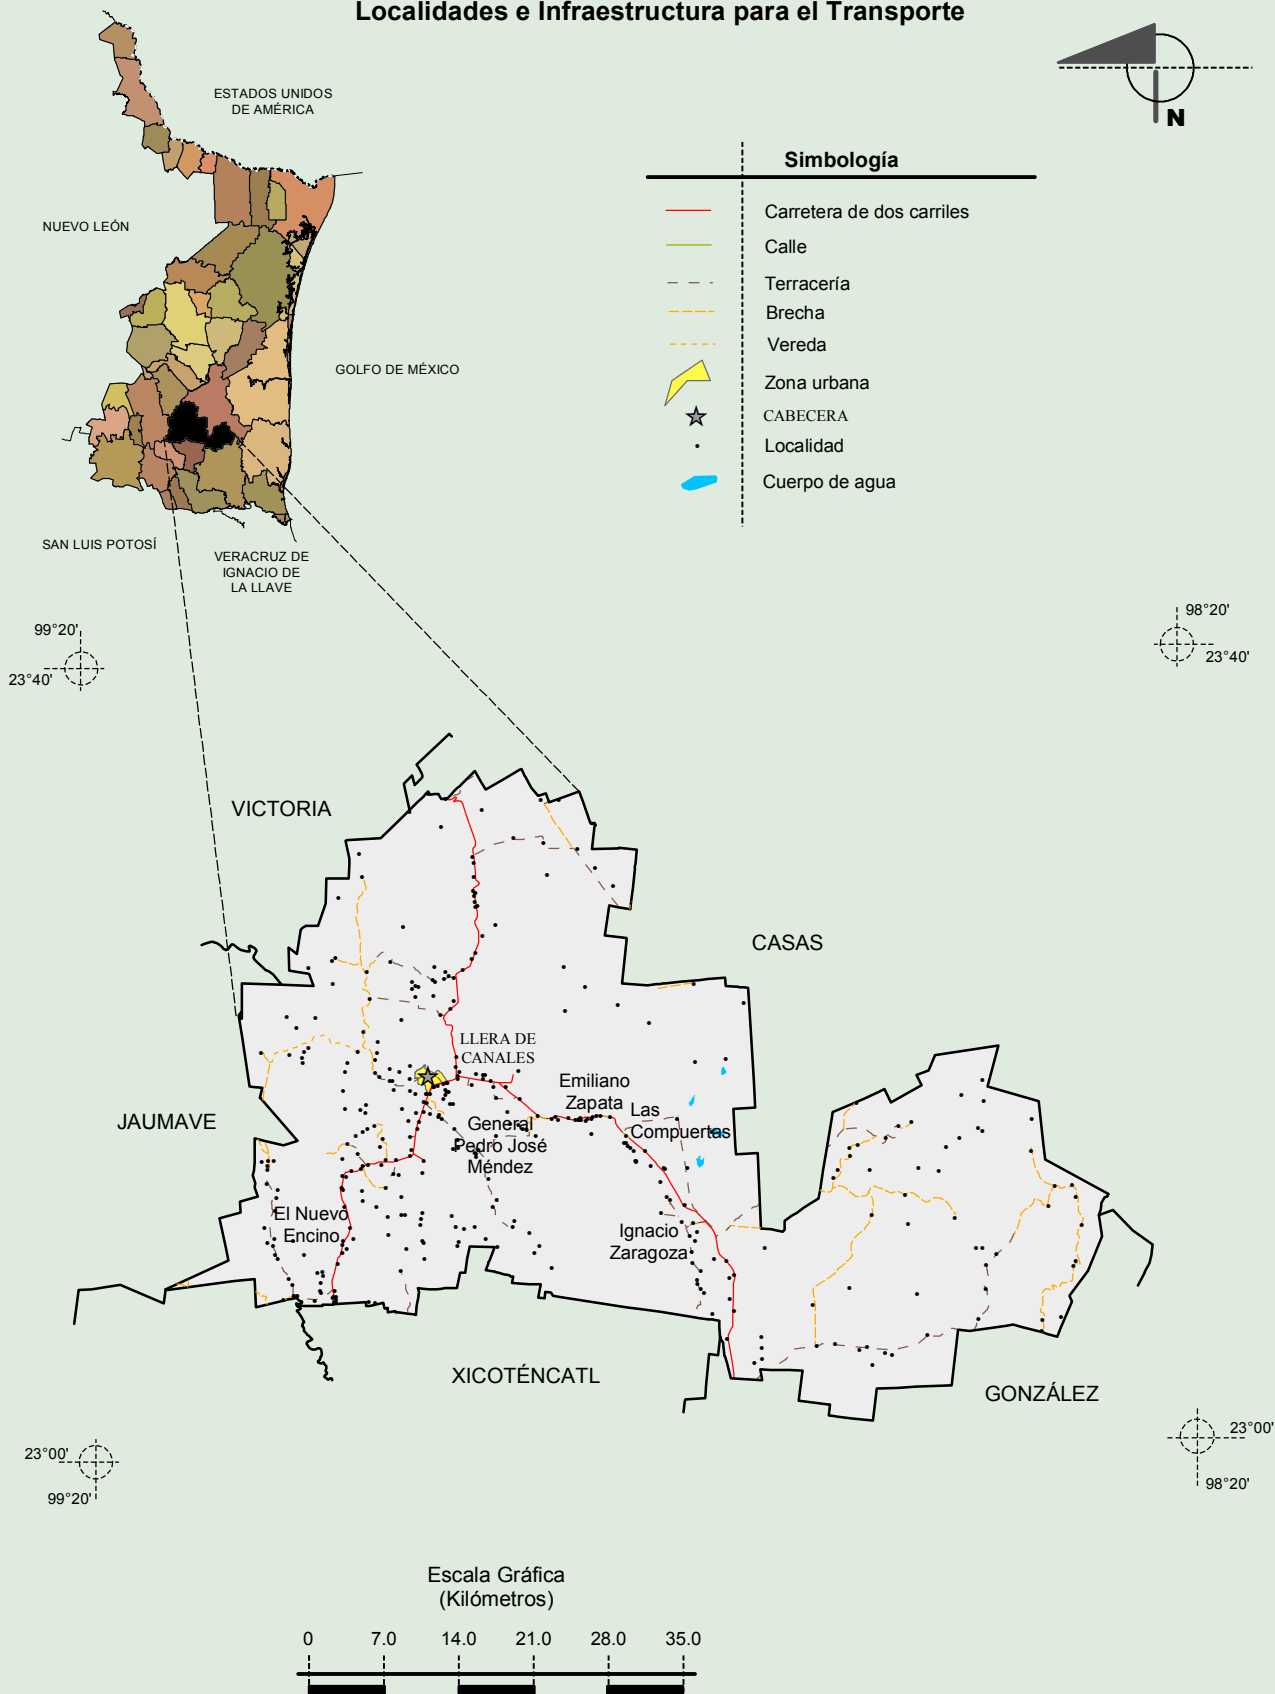 Localidades e Infraestructura para el Transporte
N
ESTADOS UNIDOS
DE AMÉRICA
NUEVO LEÓN
GOLFO DE MÉXICO
SAN LUIS POTOSÍ
VERACRUZ DE
IGNACIO DE
LA LLAVE
Simbología
Carretera de dos carriles
Calle
Terracería
Brecha
Vereda
Zona urbana
CABECERA
Localidad
Cuerpo de agua
99°20'
23°40'
98°20'
23°40'
VICTORIA
CASAS
LLERA DE
CANALES
Emiliano
Zapata
Las
Compuertas
JAUMAVE
General
Pedro José
Méndez
El Nuevo
Encino
Ignacio
Zaragoza
XICOTÉNCATL
GONZÁLEZ
23°00'
99°20'
23°00'
98°20'
Escala Gráfica
(Kilómetros)
0 7.0 14.0 21.0 28.0 35.0